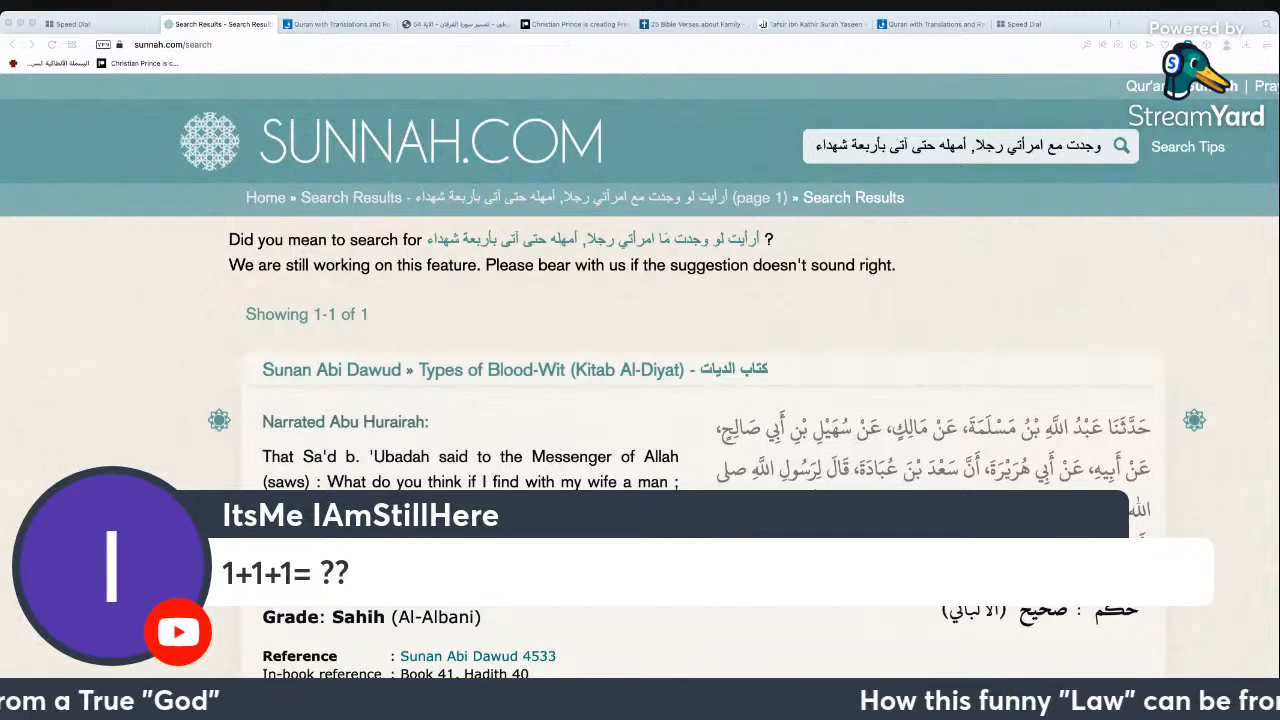 Speed Dial
Search Results - Search Resul
Quran with Translations and Re
Christian Prince is creating Fre
25 Bible Verses about Family -
Tafsir ibn Kathir Surah Yaseen
Quran with Translations and Re
Speed Dial
Powered by
VPN sunnah.com/search
Christian Prince is c...
StreamYard
SUNNAH.COM
وجدت مع امرأتي رجلا, أمهله حتى آتى بأربعة شهداء
Search Tips
Home » Search Results - أرأيت لو وجدت مع امرأتي رجلا, أمهله حتى آتى بأربعة شهداء (page 1) » Search Results
Did you mean to search for أرأيت لو وجدت مَا امرأتي رجلا, أمهله حتى آتى بأربعة شهداء ?
We are still working on this feature. Please bear with us if the suggestion doesn't sound right.
Showing 1-1 of 1
Sunan Abi Dawud » Types of Blood-Wit (Kitab Al-Diyat) - كتاب الديات
Narrated Abu Hurairah:
That Sa'd b. 'Ubadah said to the Messenger of Allah
(saws) : What do you think if I find with my wife a man ;
حَدَّثَنَا عَبْدُ اللَّهِ بْنُ مَسْلَمَةَ، عَنْ مَالِكٍ، عَنْ سُهَيْلِ بْنِ أَبِي صَالِحٍ،
عَنْ أَبِيهِ، عَنْ أَبِي هُرَيْرَةَ، أَنَّ سَعْدَ بْنَ عُبَادَةَ، قَالَ لِرَسُولِ اللَّهِ صلى
الله
I
ItsMe IAmStillHere
1+1+1= ??
Grade: Sahih (Al-Albani)
حكم : صحيح (الألباني)
Reference : Sunan Abi Dawud 4533
In-book reference : Book 41, Hadith 40
rom a True "God"
How this funny "Law" can be fro